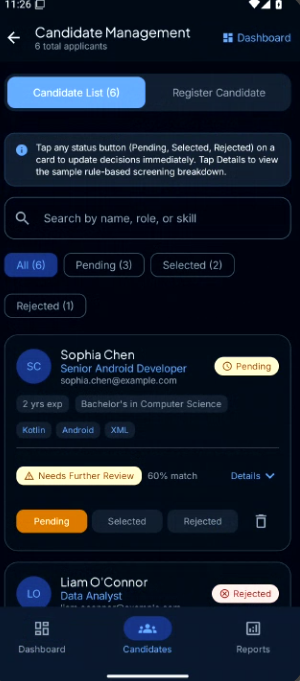 11:26
Candidate Management
6 total applicants
Dashboard
Candidate List (6)
Register Candidate
Tap any status button (Pending, Selected, Rejected) on a
card to update decisions immediately. Tap Details to view
the sample rule-based screening breakdown.
Search by name, role, or skill
All (6)
Pending (3)
Selected (2)
Rejected (1)
SC
Sophia Chen
Senior Android Developer
sophia.chen@example.com
Pending
2 yrs exp
Bachelor's in Computer Science
Kotlin
Android
XML
Needs Further Review
60% match
Details
Pending
Selected
Rejected
LO
Liam O'Connor
Data Analyst
Rejected
Dashboard
Candidates
Reports